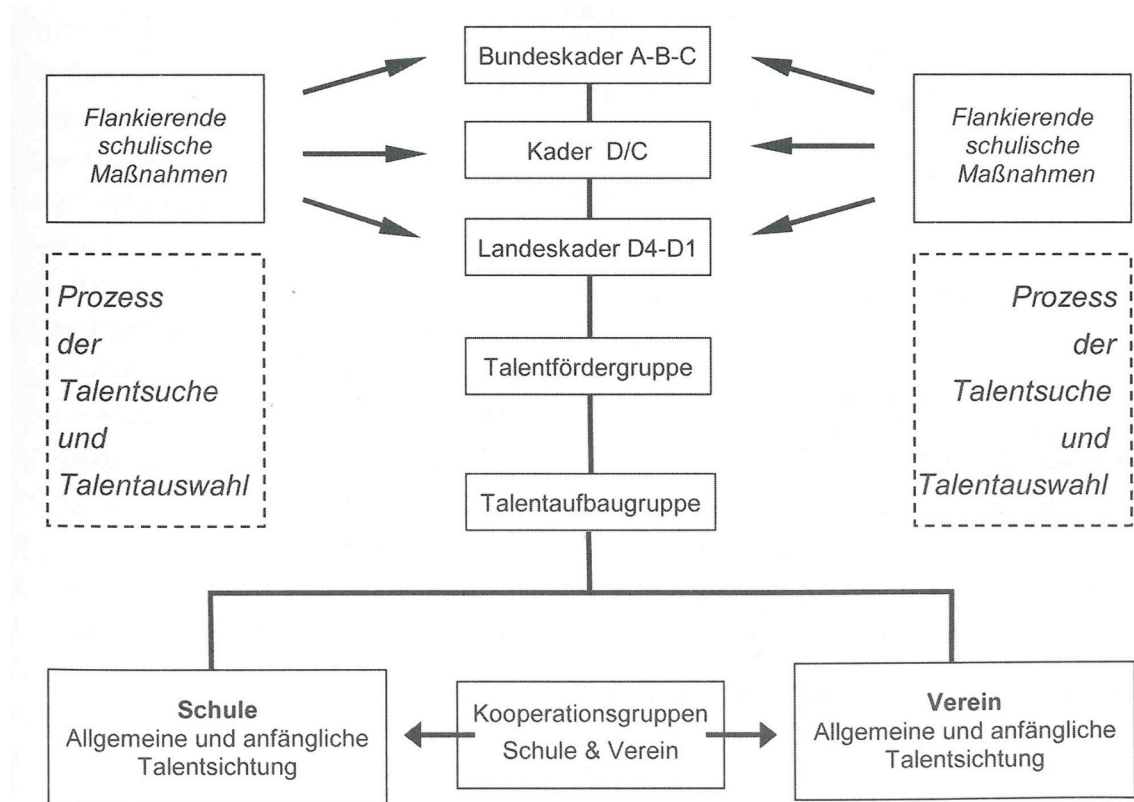 Bundeskader A-B-C
Flankierende
schulische
Maßnahmen
Kader D/C
Flankierende
schulische
Maßnahmen
Landeskader D4-D1
Prozess
der
Talentsuche
und
Talentauswahl
Talentfördergruppe
Talentaufbaugruppe
Prozess
der
Talentsuche
und
Talentauswahl
Schule
Allgemeine und anfängliche
Talentsichtung
Kooperationsgruppen
Schule & Verein
Verein
Allgemeine und anfängliche
Talentsichtung